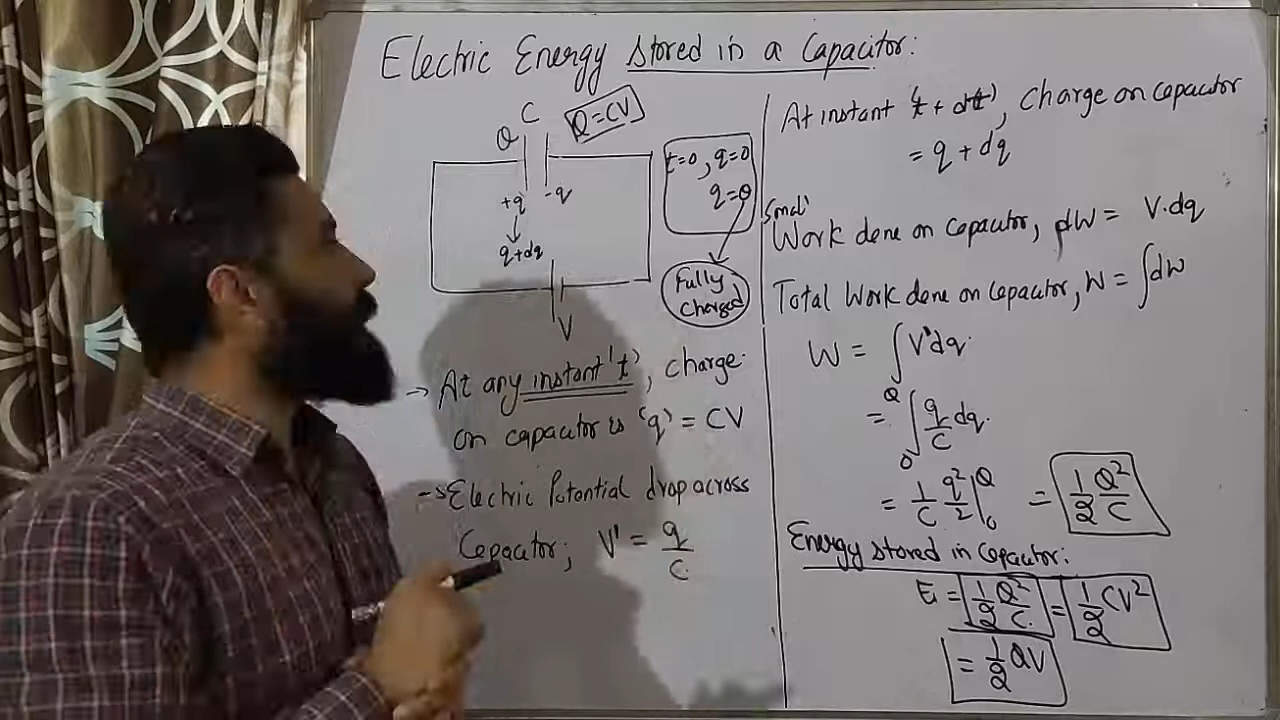 Electric Energy Stored in a Capacitor:
C
Q=CV
Q
+q -q
q+dq
V
t=0, q=0
q=Q
Fully
Charged
→ At any instant 't', charge
on capacitor is 'q' = CV
→ Electric Potential drop across
Capacitor; V' = q/C
At instant (t + dt), charge on capacitor
= q + dq
Small
Work done on capacitor, dW = V.dq
Total Work done on capacitor, W = ∫dW
W = ∫V'dq
= ∫₀^Q q/C dq.
= 1/C q²/2 |₀^Q = 1/2 Q²/C
Energy stored in Capacitor:
E = 1/2 Q²/C = 1/2 CV²
= 1/2 QV